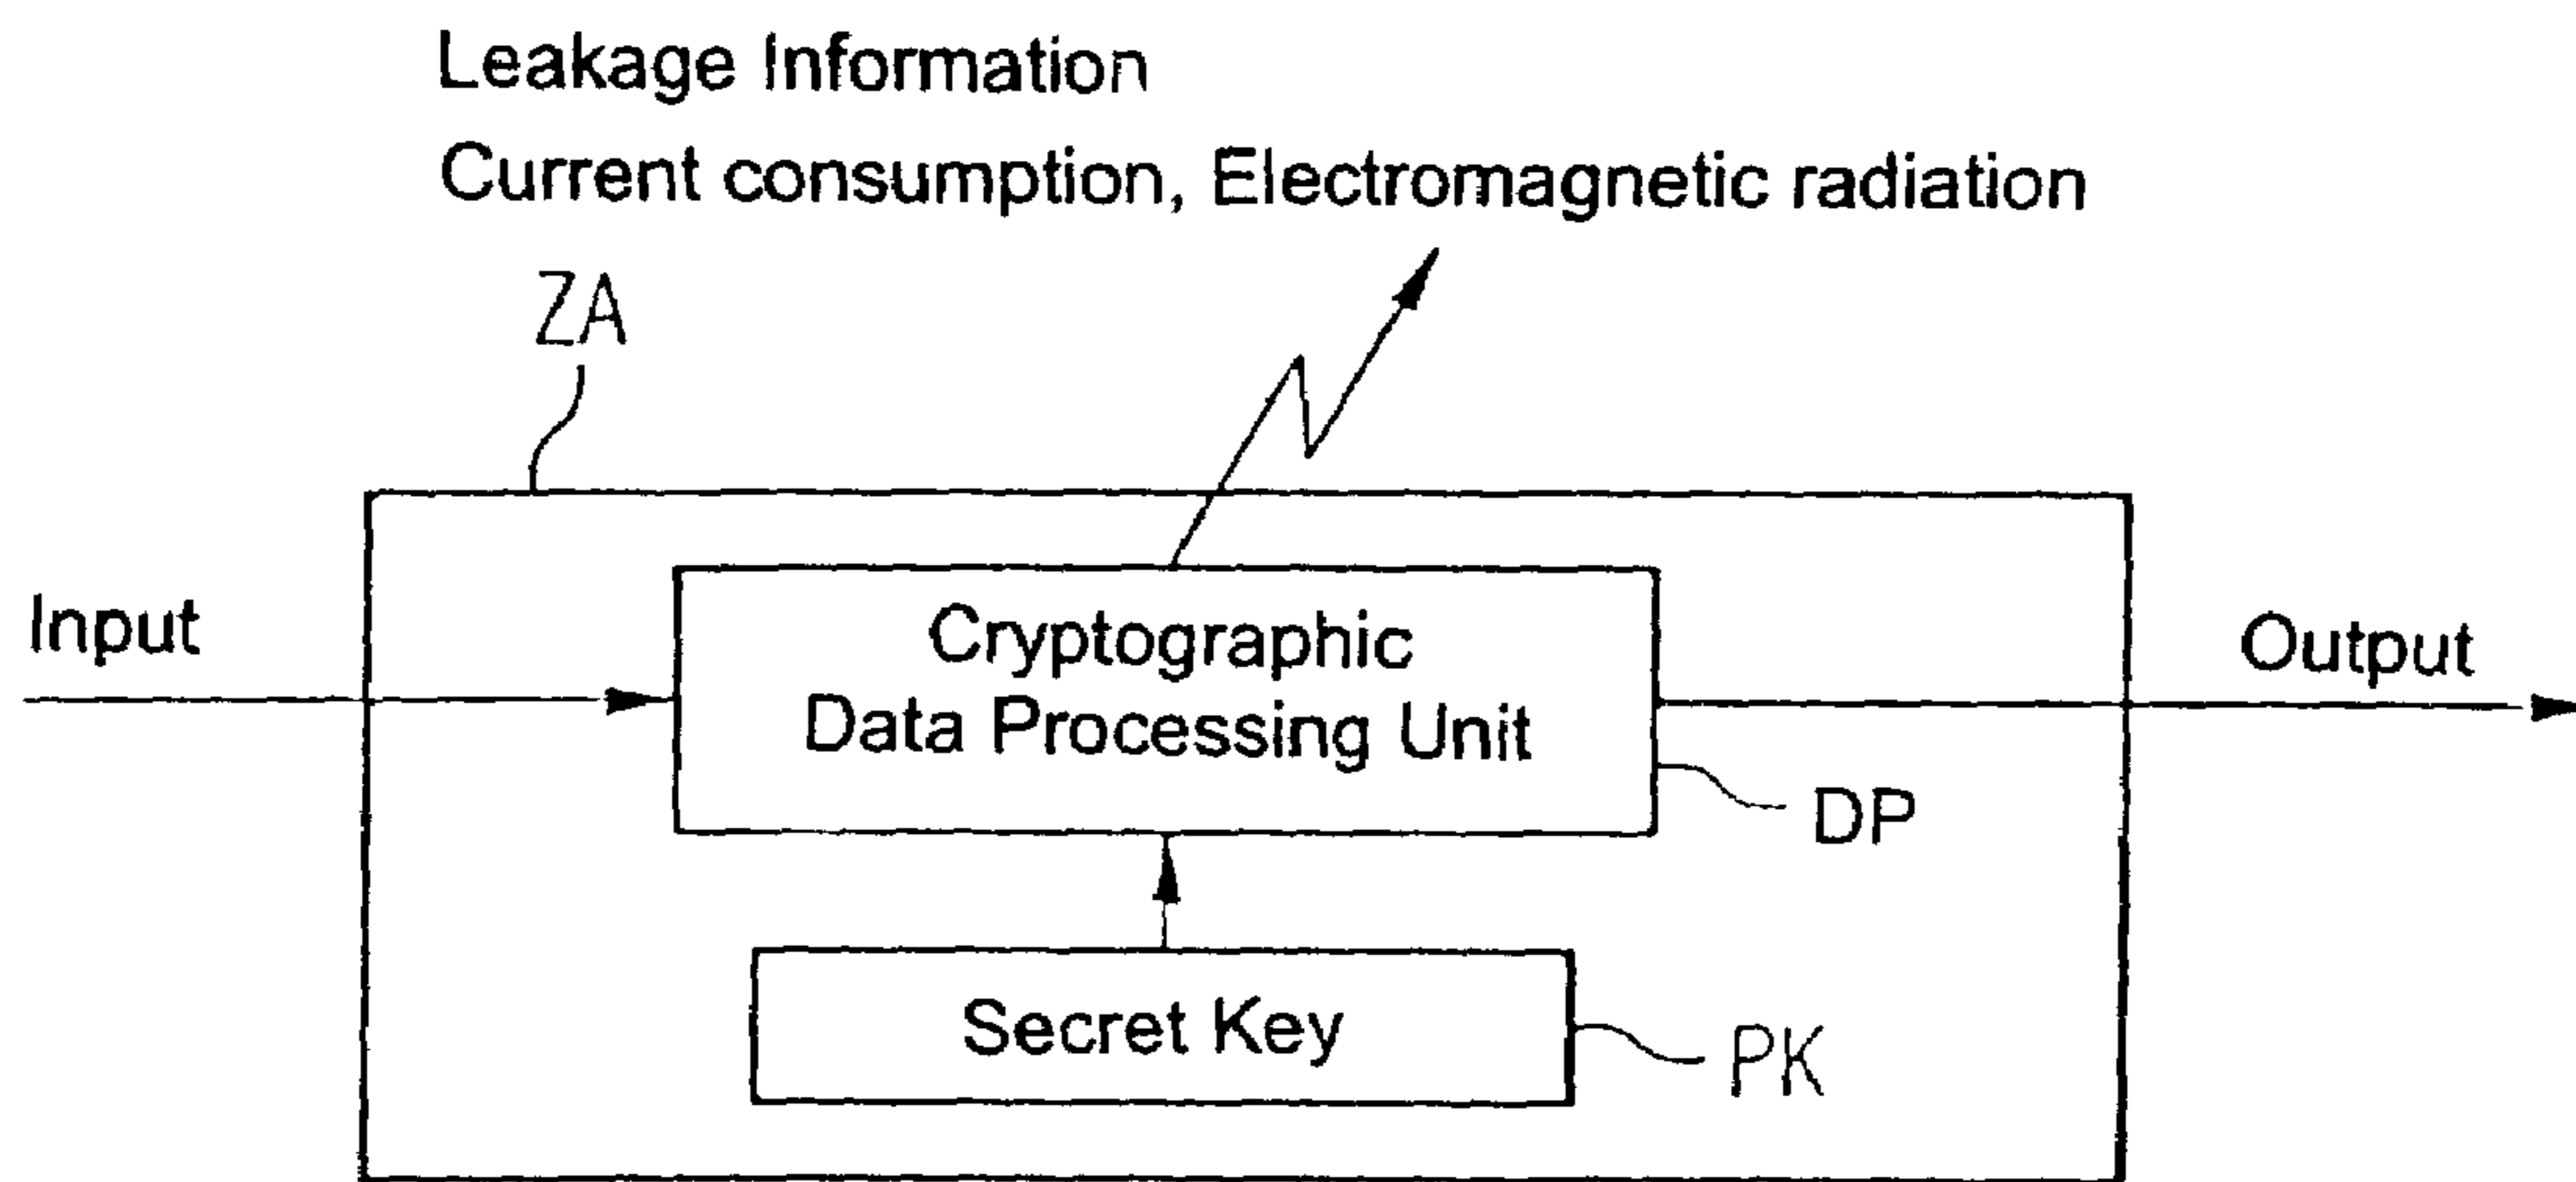 Leakage Information
Current consumption, Electromagnetic radiation
ZA
Input
Cryptographic
Data Processing Unit
Output
DP
Secret Key
PK